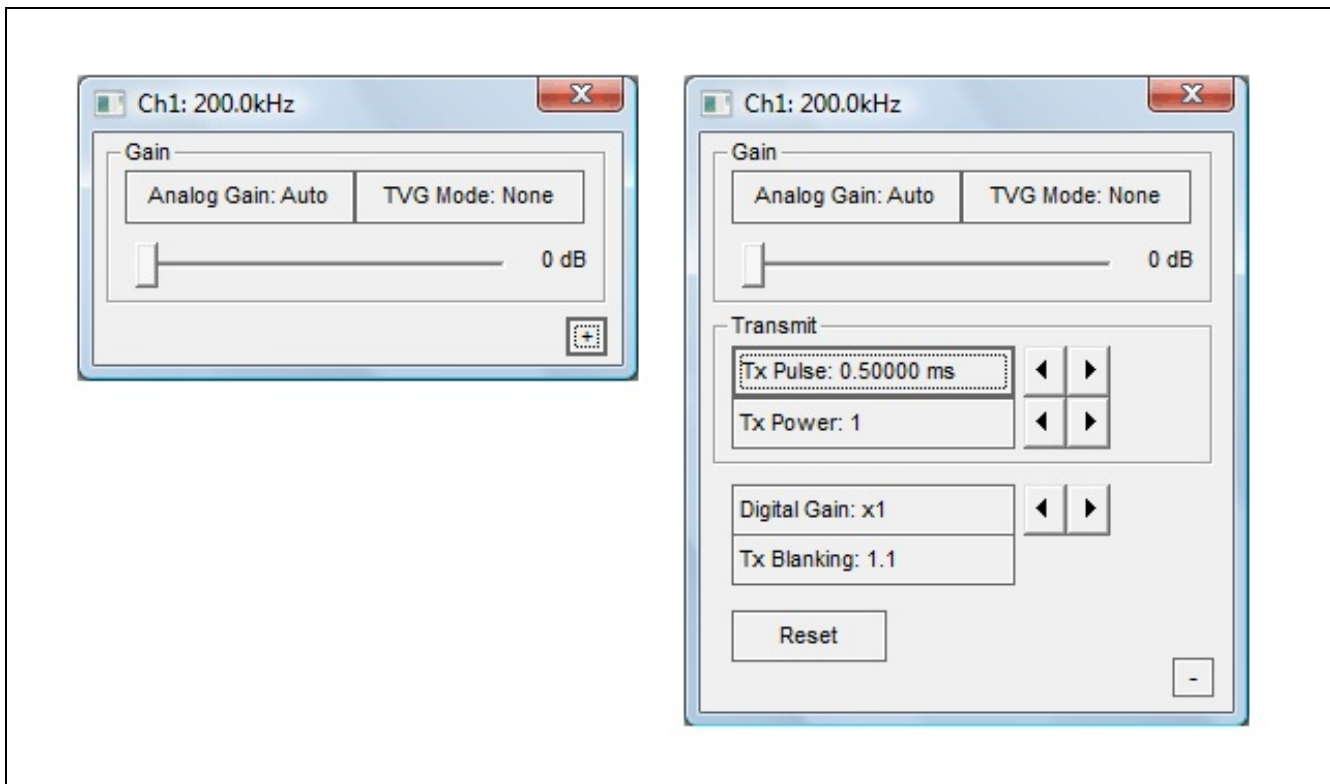 Ch1: 200.0kHz
Gain
Analog Gain: Auto
TVG Mode: None
0 dB
+
Ch1: 200.0kHz
Gain
Analog Gain: Auto
TVG Mode: None
0 dB
Transmit
Tx Pulse: 0.50000 ms
Tx Power: 1
Digital Gain: x1
Tx Blanking: 1.1
Reset
-